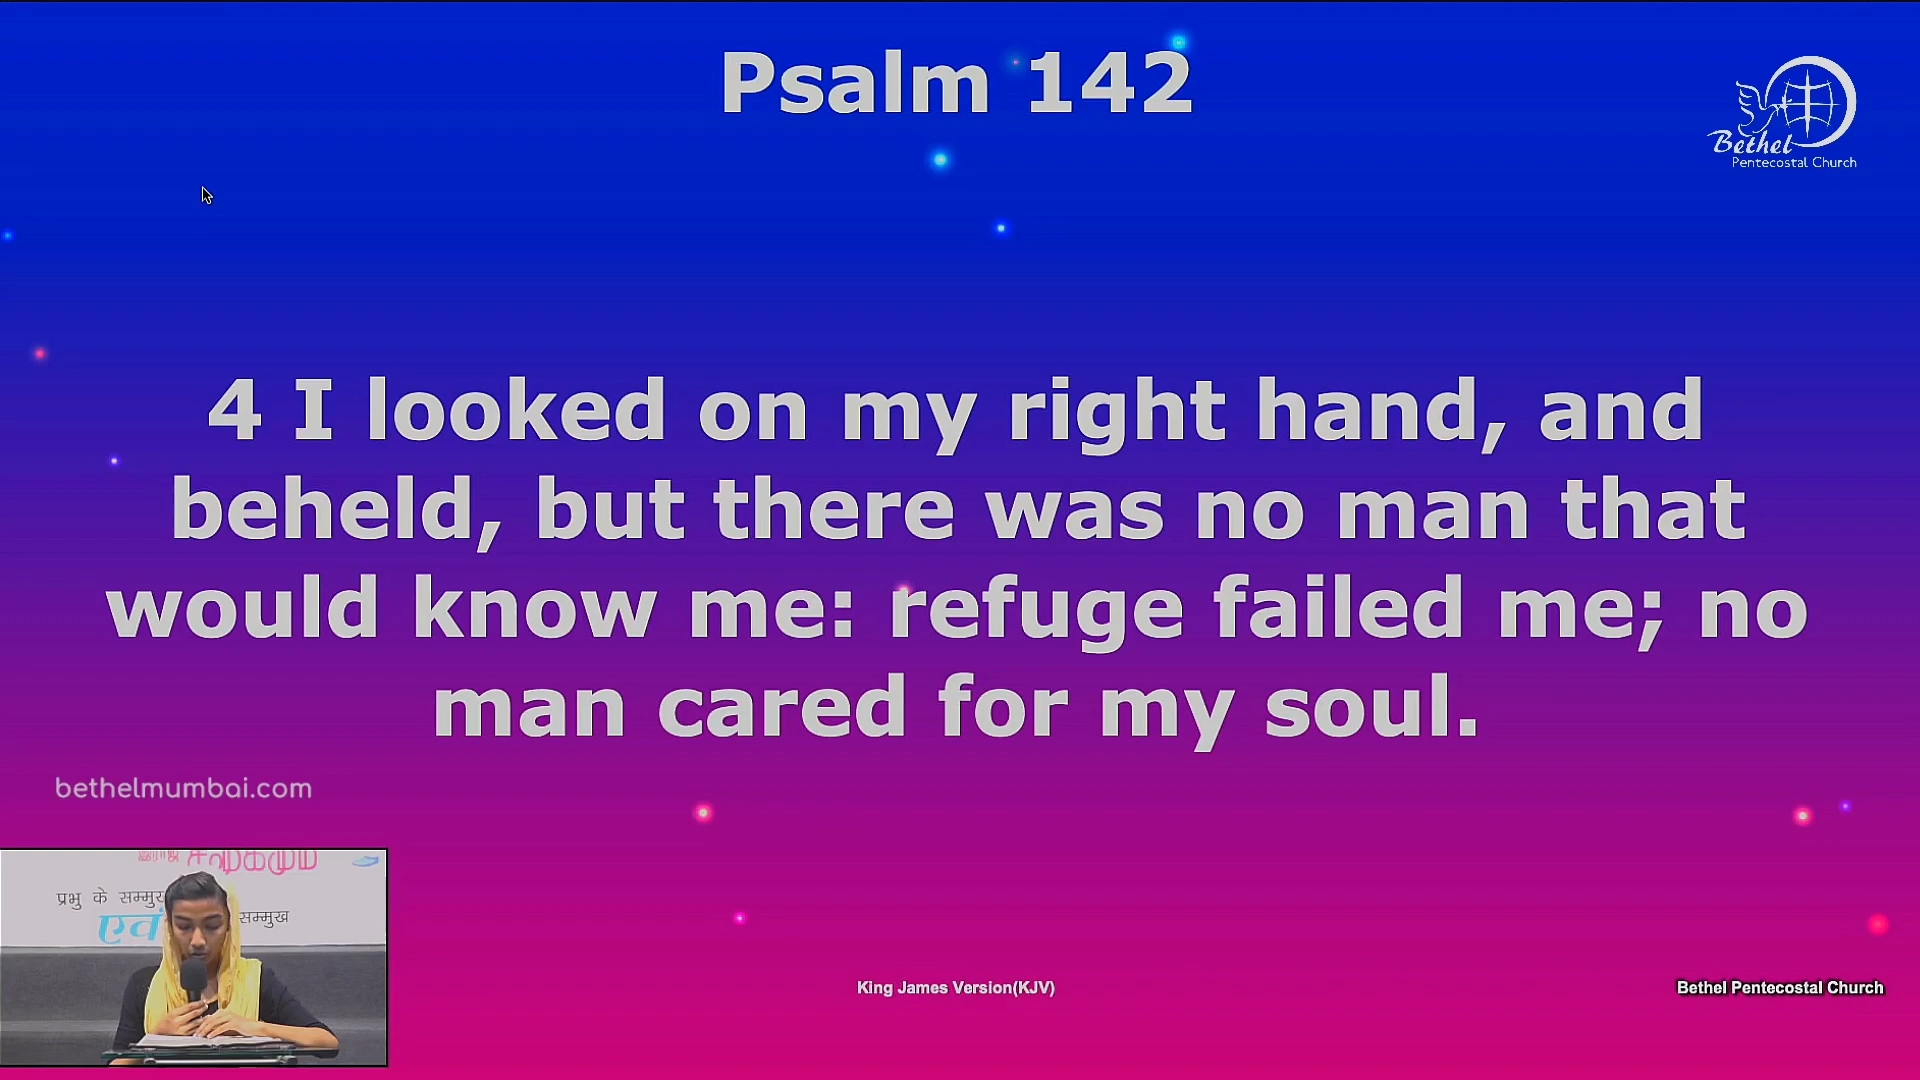 Psalm 142
Bethel
Pentecostal Church
4 I looked on my right hand, and
beheld, but there was no man that
would know me: refuge failed me; no
man cared for my soul.
bethelmumbai.com
प्रभु के
एवं
सम्मुख
King James Version(KJV)
Bethel Pentecostal Church